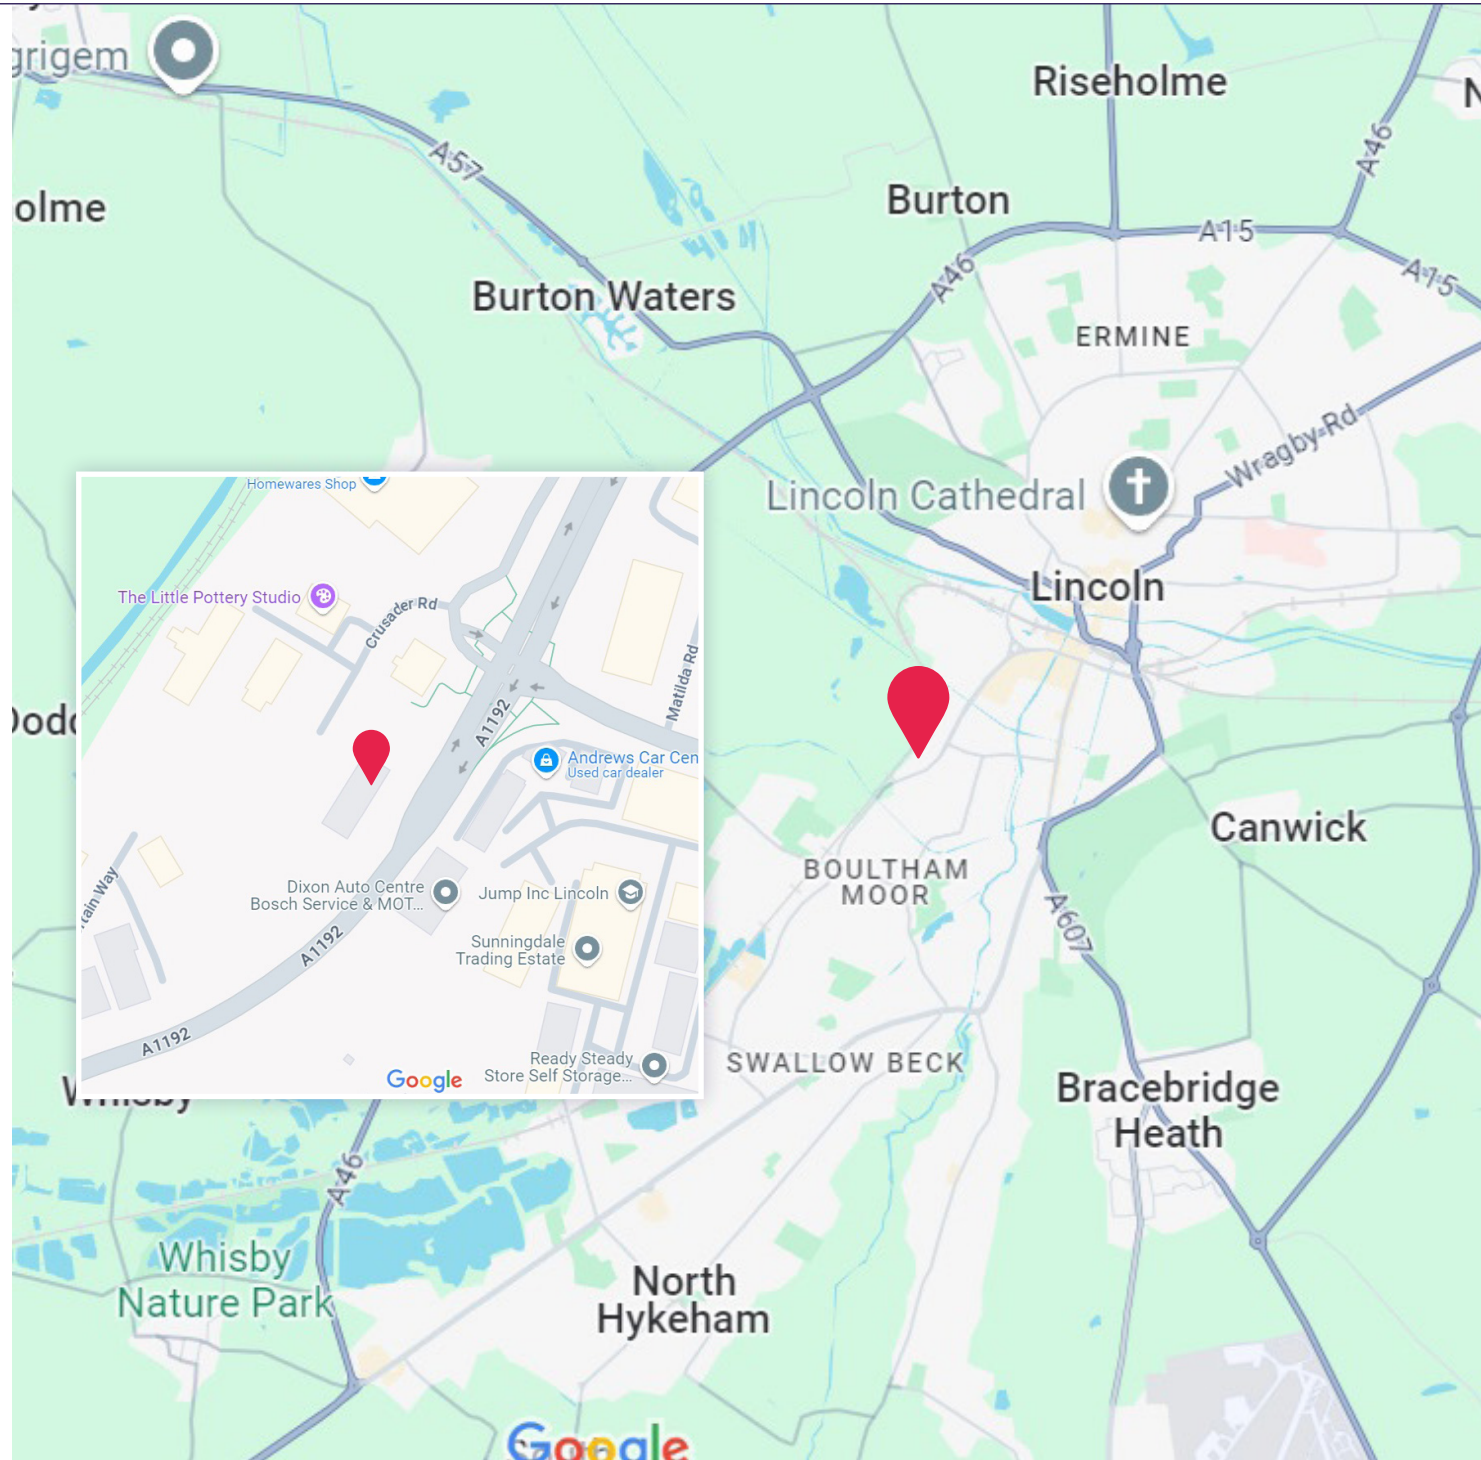 grigem
Riseholme
A46
A57
olme
Burton
A15
A46
A15
Burton Waters
ERMINE
Wragby Rd
Lincoln Cathedral
Lincoln
Homewares Shop
The Little Pottery Studio
Crusader Rd
Matilda Rd
A1192
Andrews Car Cen
Used car dealer
Dixon Auto Centre
Bosch Service & MOT...
Jump Inc Lincoln
A1192
Sunningdale
Trading Estate
A1192
Ready Steady
Store Self Storage...
Google
Canwick
BOULTHAM
MOOR
A607
SWALLOW BECK
Whisby
Bracebridge
Heath
A46
Whisby
Nature Park
North
Hykeham
Google